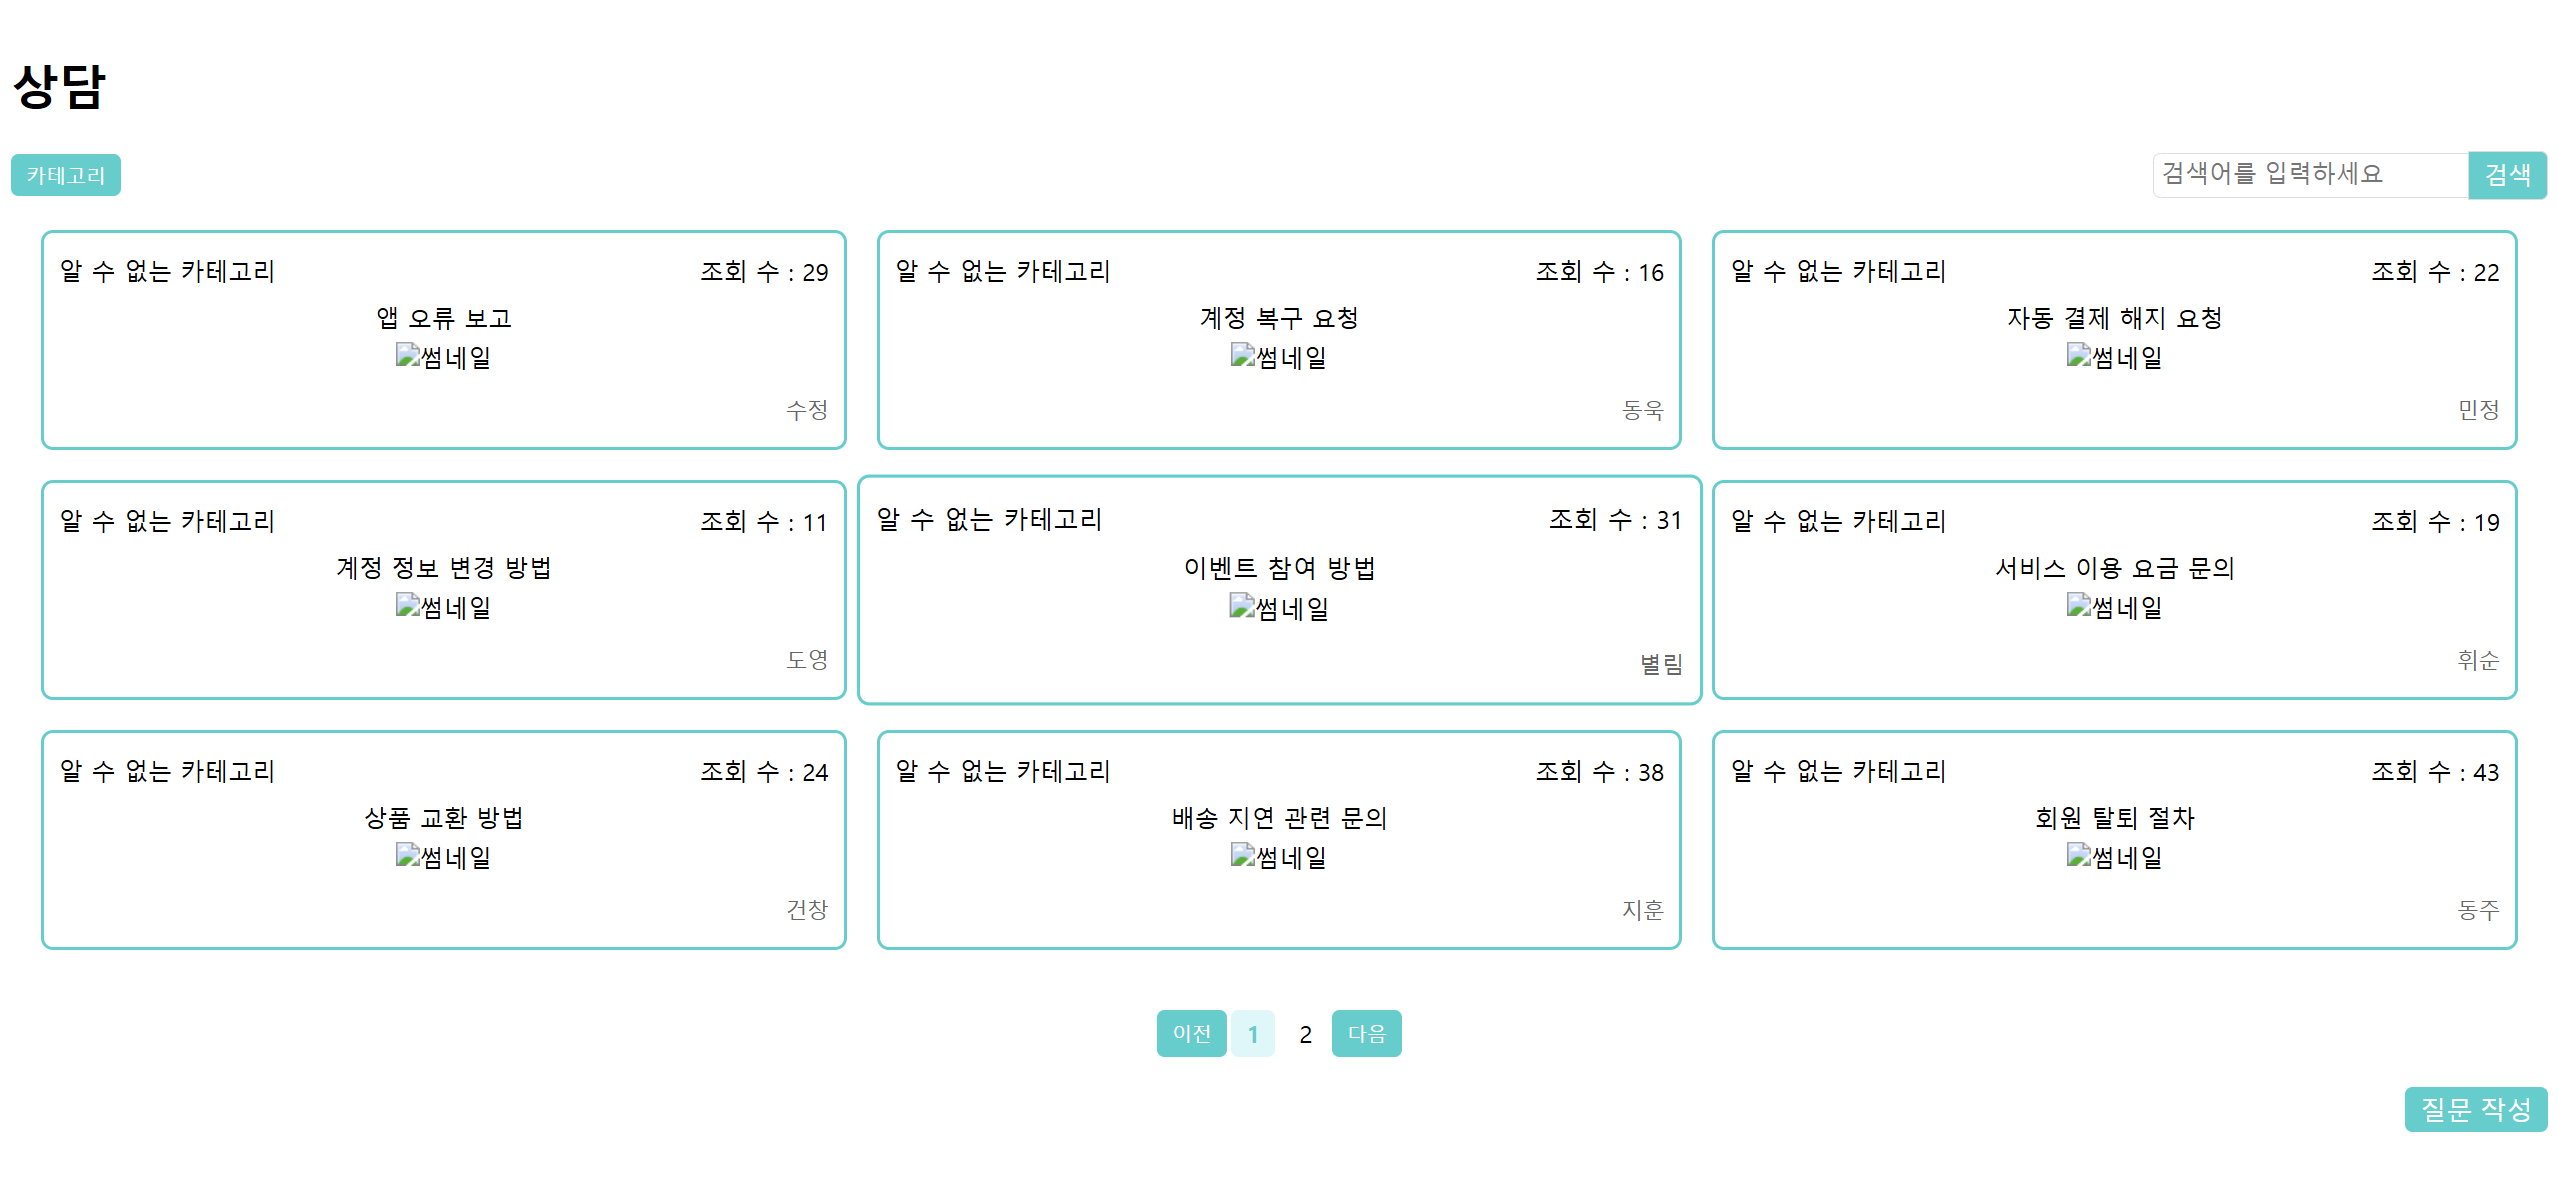 상담
카테고리
검색어를 입력하세요 검색
알 수 없는 카테고리 조회 수 : 29
앱 오류 보고
썸네일
수정
알 수 없는 카테고리 조회 수 : 16
계정 복구 요청
썸네일
동욱
알 수 없는 카테고리 조회 수 : 22
자동 결제 해지 요청
썸네일
민정
알 수 없는 카테고리 조회 수 : 11
계정 정보 변경 방법
썸네일
도영
알 수 없는 카테고리 조회 수 : 31
이벤트 참여 방법
썸네일
별림
알 수 없는 카테고리 조회 수 : 19
서비스 이용 요금 문의
썸네일
휘순
알 수 없는 카테고리 조회 수 : 24
상품 교환 방법
썸네일
건창
알 수 없는 카테고리 조회 수 : 38
배송 지연 관련 문의
썸네일
지훈
알 수 없는 카테고리 조회 수 : 43
회원 탈퇴 절차
썸네일
동주
이전 1 2 다음
질문 작성